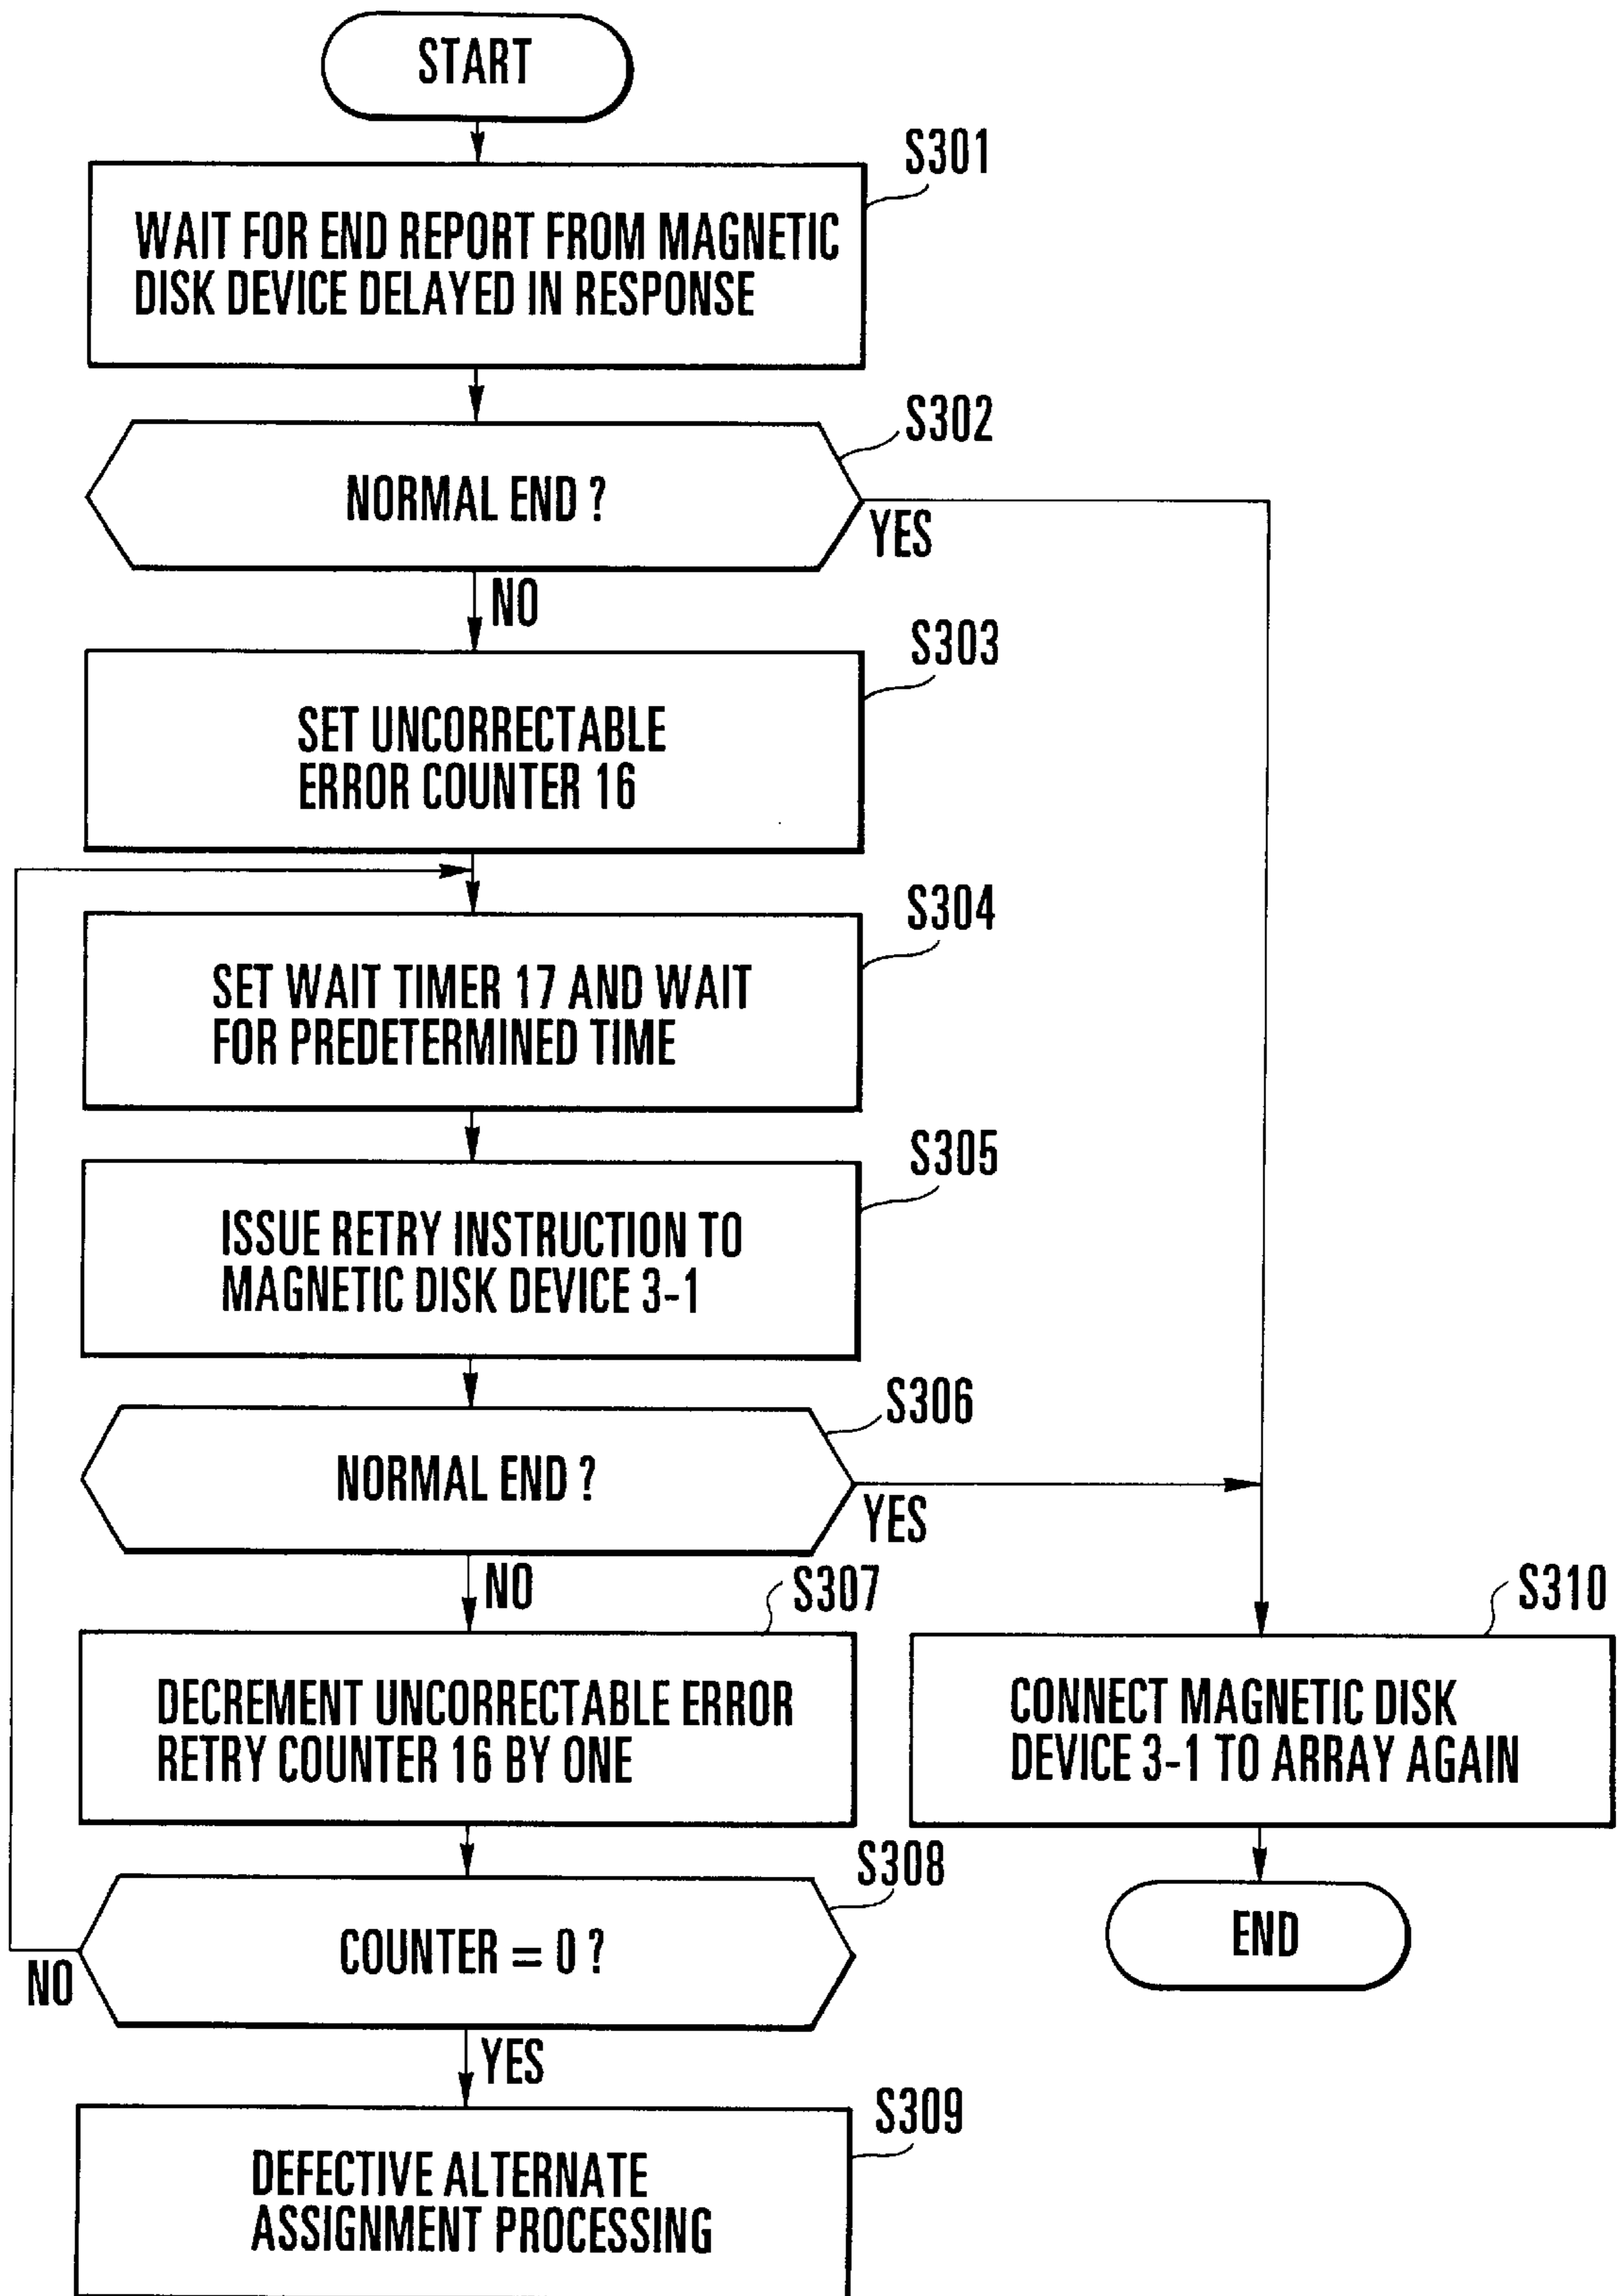 START
S301
WAIT FOR END REPORT FROM MAGNETIC
DISK DEVICE DELAYED IN RESPONSE
S302
NORMAL END ?
YES
NO
S303
SET UNCORRECTABLE
ERROR COUNTER 16
S304
SET WAIT TIMER 17 AND WAIT
FOR PREDETERMINED TIME
S305
ISSUE RETRY INSTRUCTION TO
MAGNETIC DISK DEVICE 3-1
S306
NORMAL END ?
YES
NO
S307
DECREMENT UNCORRECTABLE ERROR
RETRY COUNTER 16 BY ONE
S310
CONNECT MAGNETIC DISK
DEVICE 3-1 TO ARRAY AGAIN
S308
COUNTER = 0 ?
NO
END
YES
S309
DEFECTIVE ALTERNATE
ASSIGNMENT PROCESSING